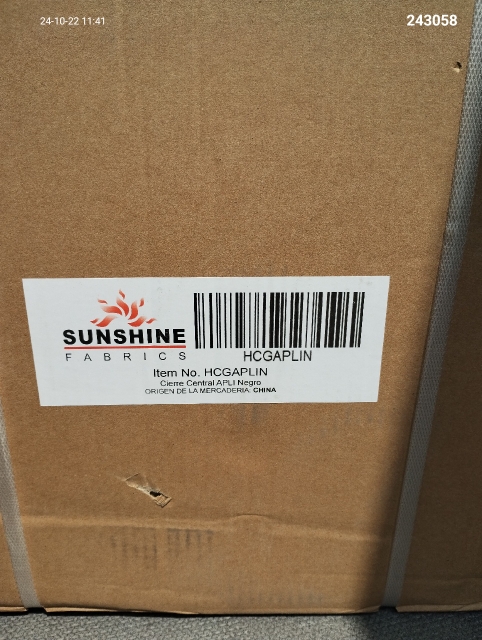 24-10-22 11:41
243058
SUNSHINE
FABRICS
HCGAPLIN
Item No. HCGAPLIN
Cierre Central APLI Negro
ORIGEN DE LA MERCADERIA: CHINA